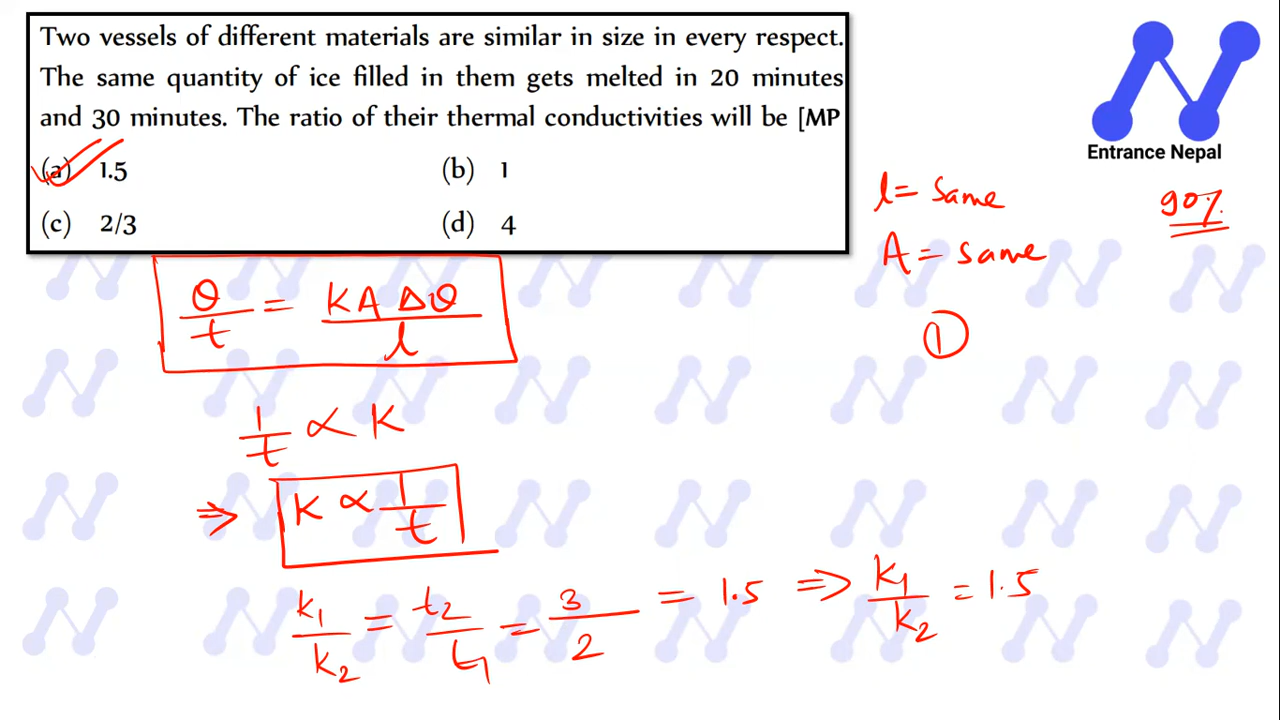 Two vessels of different materials are similar in size in every respect.
The same quantity of ice filled in them gets melted in 20 minutes
and 30 minutes. The ratio of their thermal conductivities will be [MP
(a) 1.5 (b) 1
(c) 2/3 (d) 4
Entrance Nepal
l = Same
90%
A = same
①
θ/t = KAΔθ/l
1/t ∝ K
⇒ K ∝ 1/t
K1/K2 = t2/t1 = 3/2 = 1.5 ⇒ K1/K2 = 1.5